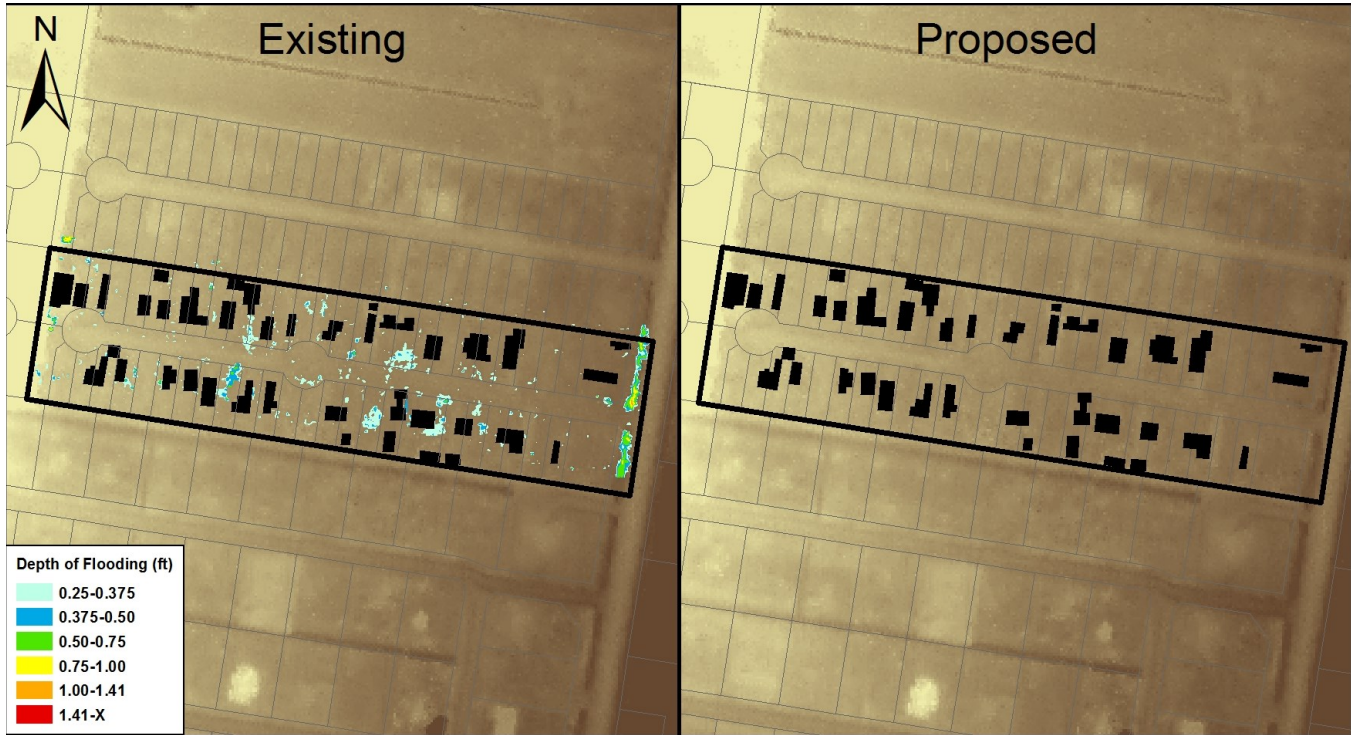 Existing
Proposed
N
Depth of Flooding (ft)
0.25-0.375
0.375-0.50
0.50-0.75
0.75-1.00
1.00-1.41
1.41-X